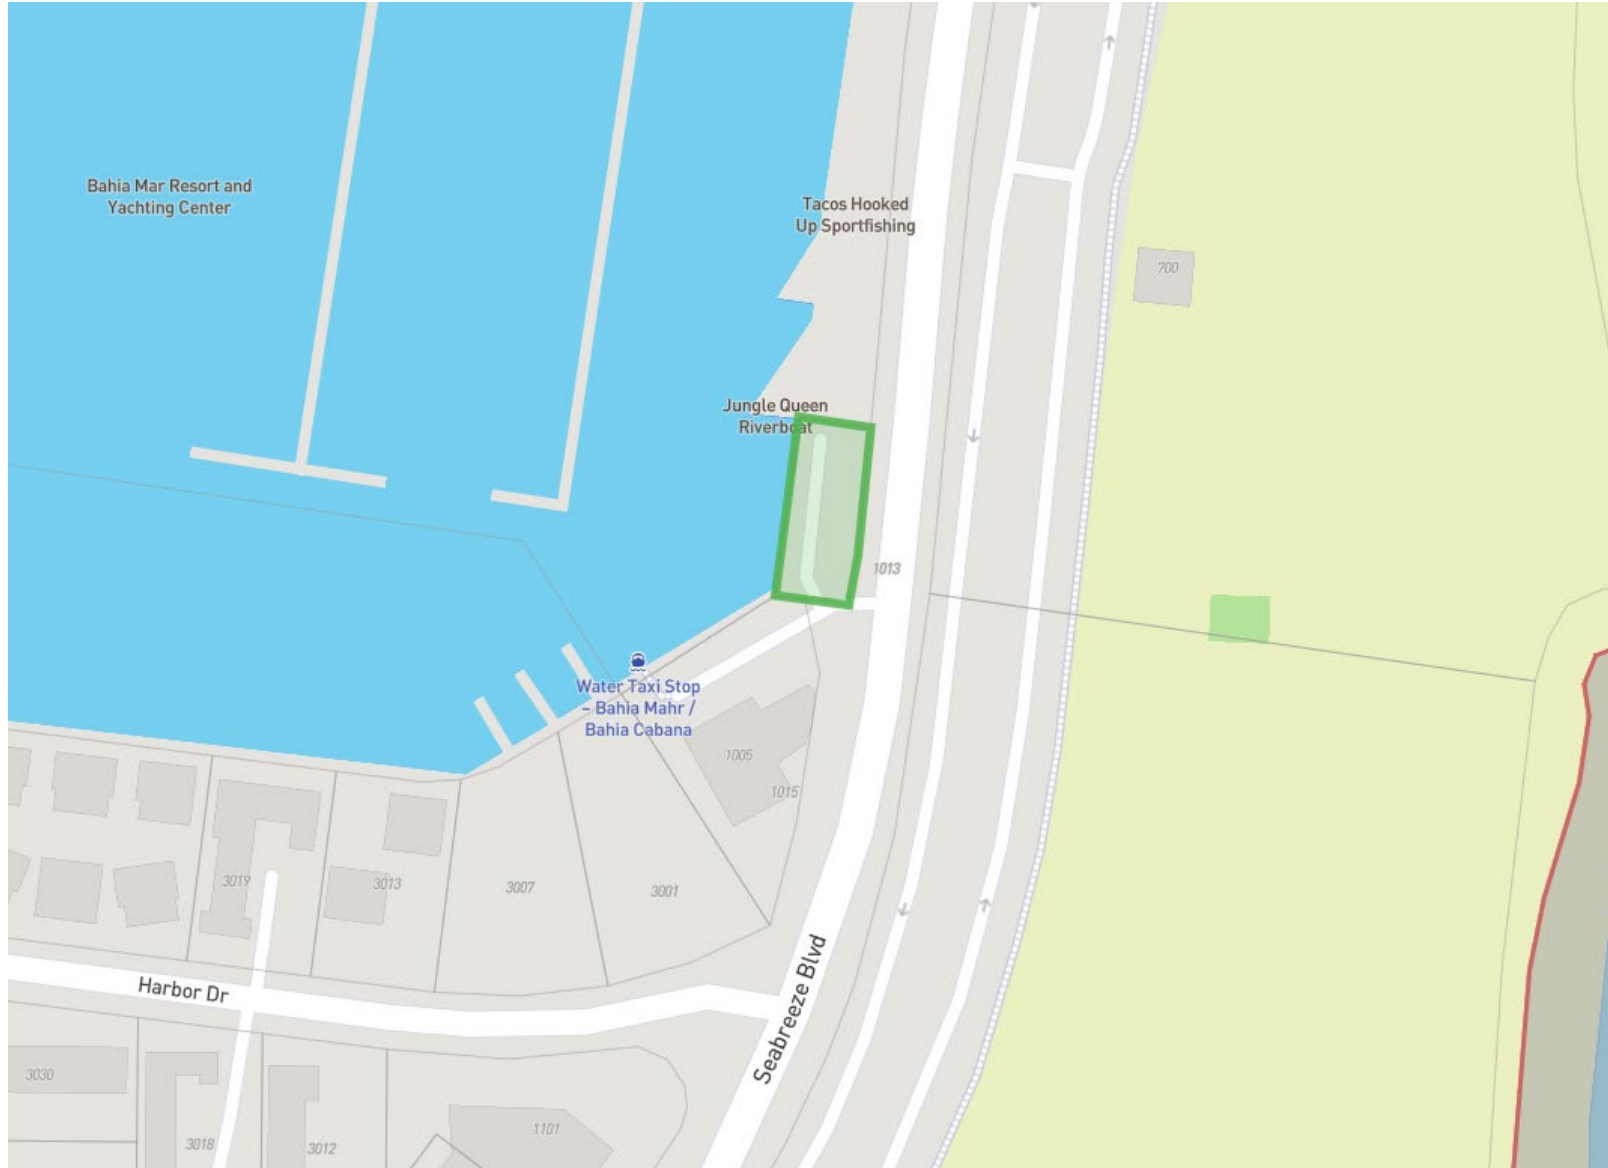 Bahia Mar Resort and
Yachting Center
Tacos Hooked
Up Sportfishing
700
Jungle Queen
Riverboat
1013
Water Taxi Stop
– Bahia Mahr /
Bahia Cabana
1005
1015
3019
3013
3007
3001
Harbor Dr
Seabreeze Blvd
3030
3018
3012
1101